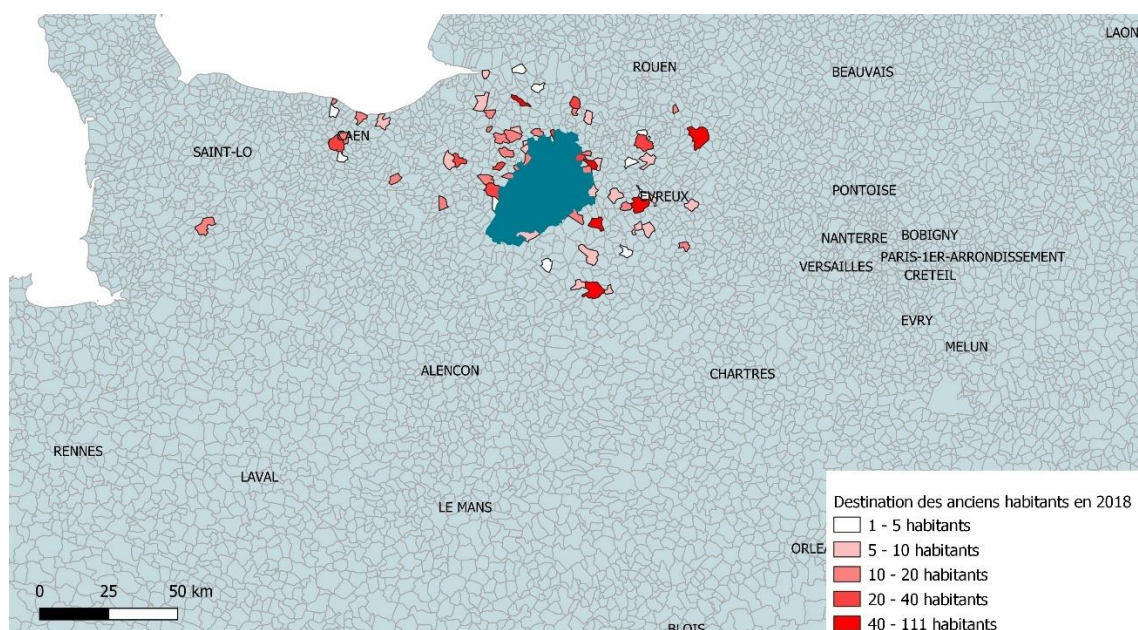 LAON
ROUEN
BEAUVAIS
CAEN
SAINT-LO
EVREUX
PONTOISE
NANTERRE
BOBIGNY
PARIS-1ER-ARRONDISSEMENT
VERSAILLES
CRETEIL
EVRY
MELUN
ALENCON
CHARTRES
RENNES
LAVAL
LE MANS
ORLEA
BLOIS
Destination des anciens habitants en 2018
1 - 5 habitants
5 - 10 habitants
10 - 20 habitants
20 - 40 habitants
40 - 111 habitants
0 25 50 km